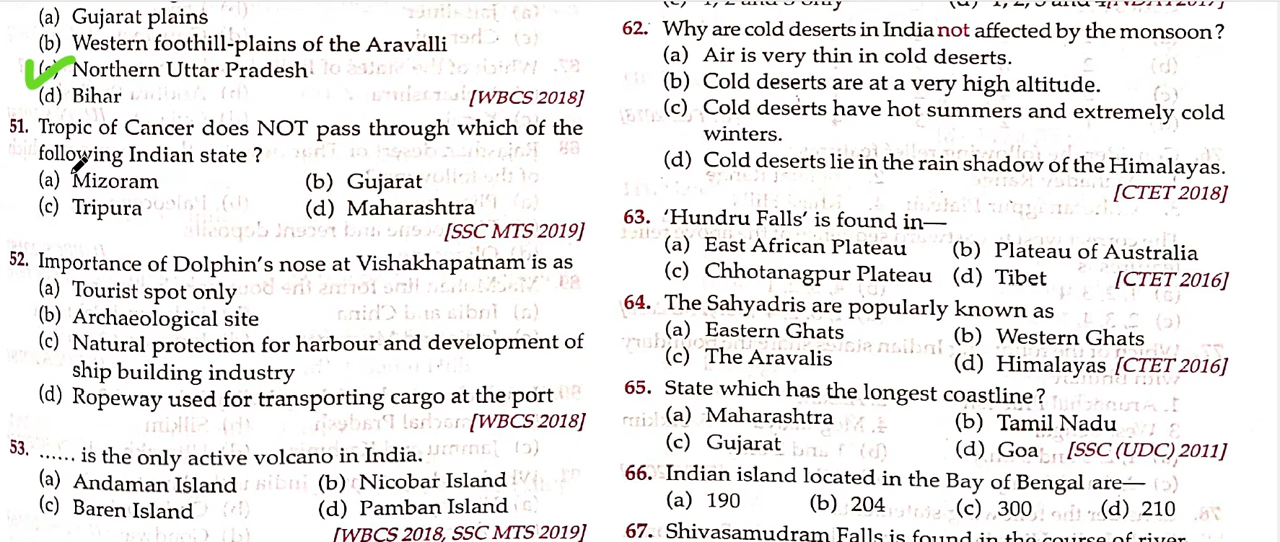 (a) Gujarat plains
(b) Western foothill-plains of the Aravalli
Northern Uttar Pradesh
(d) Bihar [WBCS 2018]
51. Tropic of Cancer does NOT pass through which of the
following Indian state ?
(a) Mizoram (b) Gujarat
(c) Tripura (d) Maharashtra
[SSC MTS 2019]
52. Importance of Dolphin's nose at Vishakhapatnam is as
(a) Tourist spot only
(b) Archaeological site
(c) Natural protection for harbour and development of
ship building industry
(d) Ropeway used for transporting cargo at the port
[WBCS 2018]
53. ...... is the only active volcano in India.
(a) Andaman Island (b) Nicobar Island
(c) Baren Island (d) Pamban Island
[WBCS 2018, SSC MTS 2019]
62. Why are cold deserts in India not affected by the monsoon?
(a) Air is very thin in cold deserts.
(b) Cold deserts are at a very high altitude.
(c) Cold deserts have hot summers and extremely cold
winters.
(d) Cold deserts lie in the rain shadow of the Himalayas.
[CTET 2018]
63. 'Hundru Falls' is found in—
(a) East African Plateau (b) Plateau of Australia
(c) Chhotanagpur Plateau (d) Tibet [CTET 2016]
64. The Sahyadris are popularly known as
(a) Eastern Ghats (b) Western Ghats
(c) The Aravalis (d) Himalayas [CTET 2016]
65. State which has the longest coastline?
(a) Maharashtra (b) Tamil Nadu
(c) Gujarat (d) Goa [SSC (UDC) 2011]
66. Indian island located in the Bay of Bengal are—
(a) 190 (b) 204 (c) 300 (d) 210
67. Shivasamudram Falls is found in the course of river